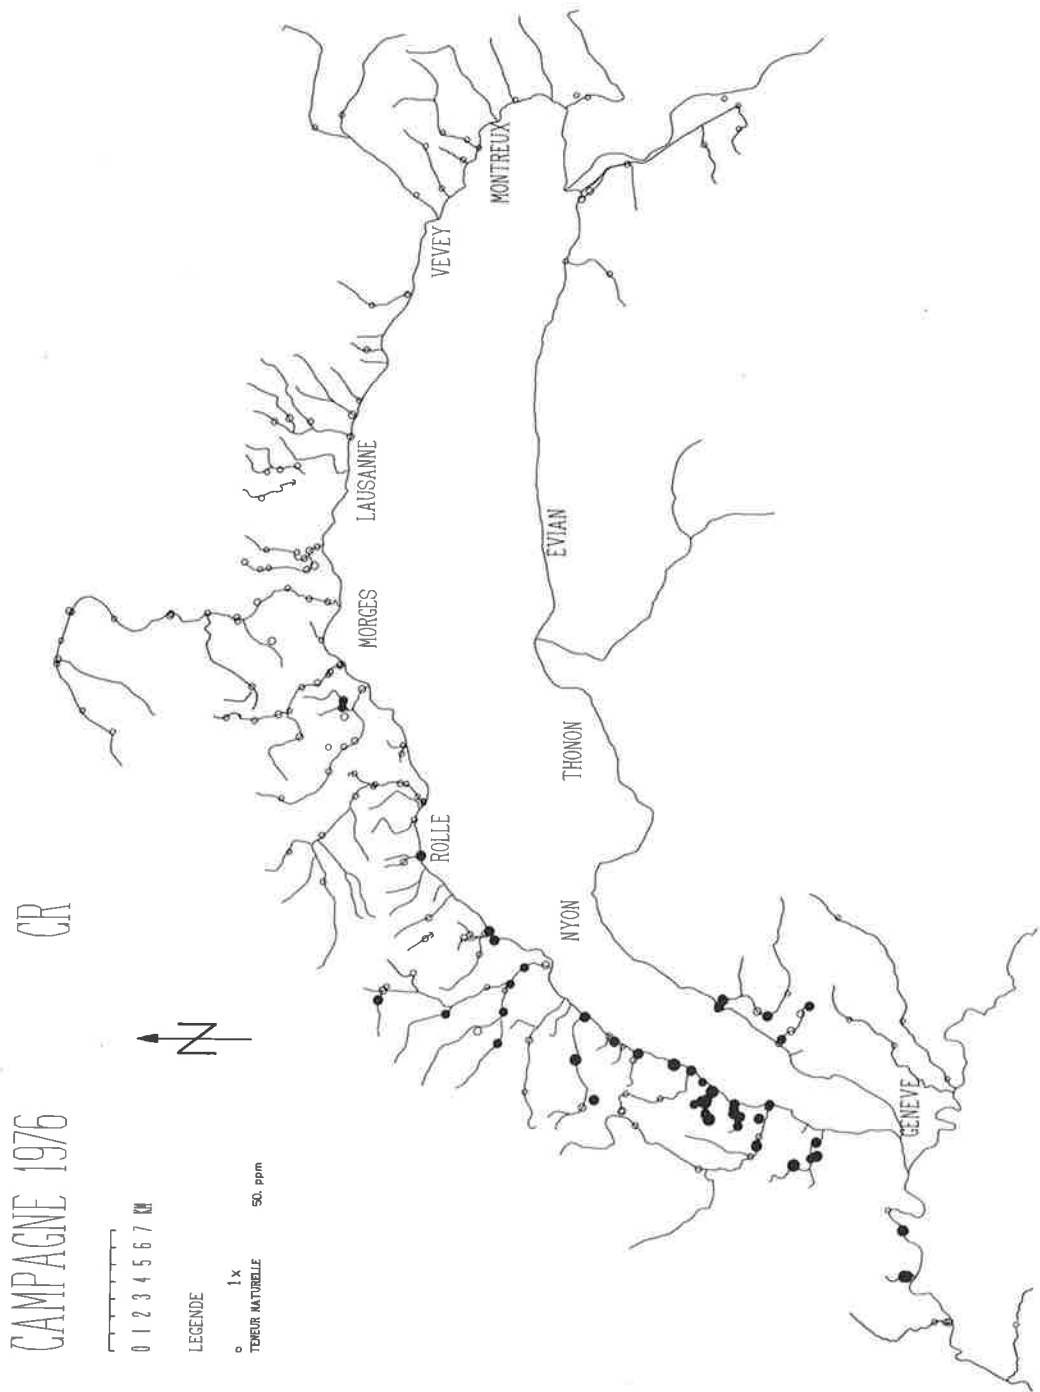 CAMPAGNE 1976 CR
0 1 2 3 4 5 6 7 KM
LEGENDE
1x
TENEUR NATURELLE 50. ppm
N
GENEVE
NYON
ROLLE
THONON
MORGES
EVIAN
LAUSANNE
VEVEY
MONTREUX